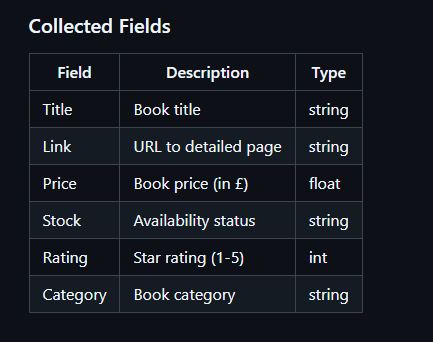 Collected Fields
Field Description Type
Title Book title string
Link URL to detailed page string
Price Book price (in £) float
Stock Availability status string
Rating Star rating (1-5) int
Category Book category string